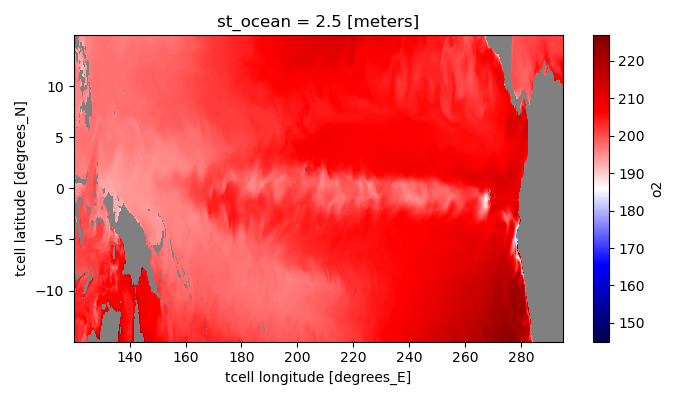 st_ocean = 2.5 [meters]
10
5
0
−5
−10
tcell latitude [degrees_N]
140 160 180 200 220 240 260 280
tcell longitude [degrees_E]
220
210
200
190
180
170
160
150
o2